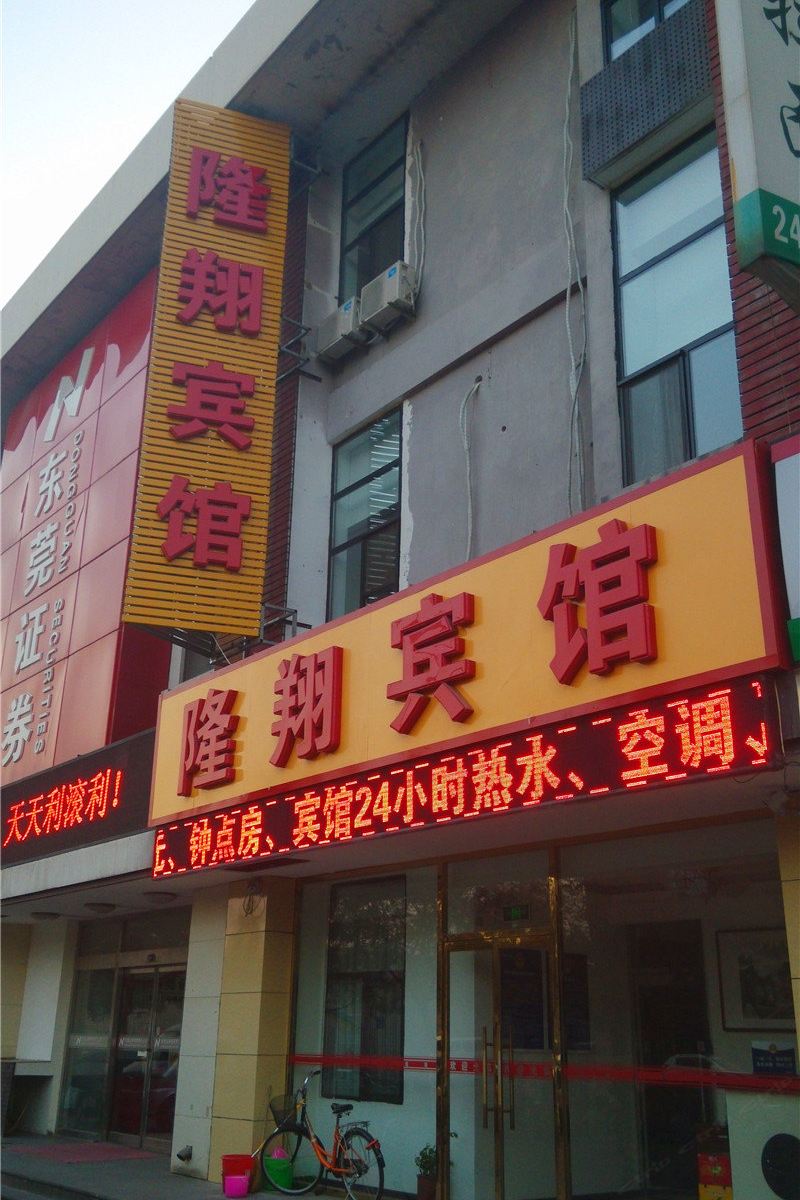 隆翔宾馆
东莞证券
DONGGUAN SECURITIES
24
隆翔宾馆
天天利滚利!
、钟点房、宾馆24小时热水、空调、